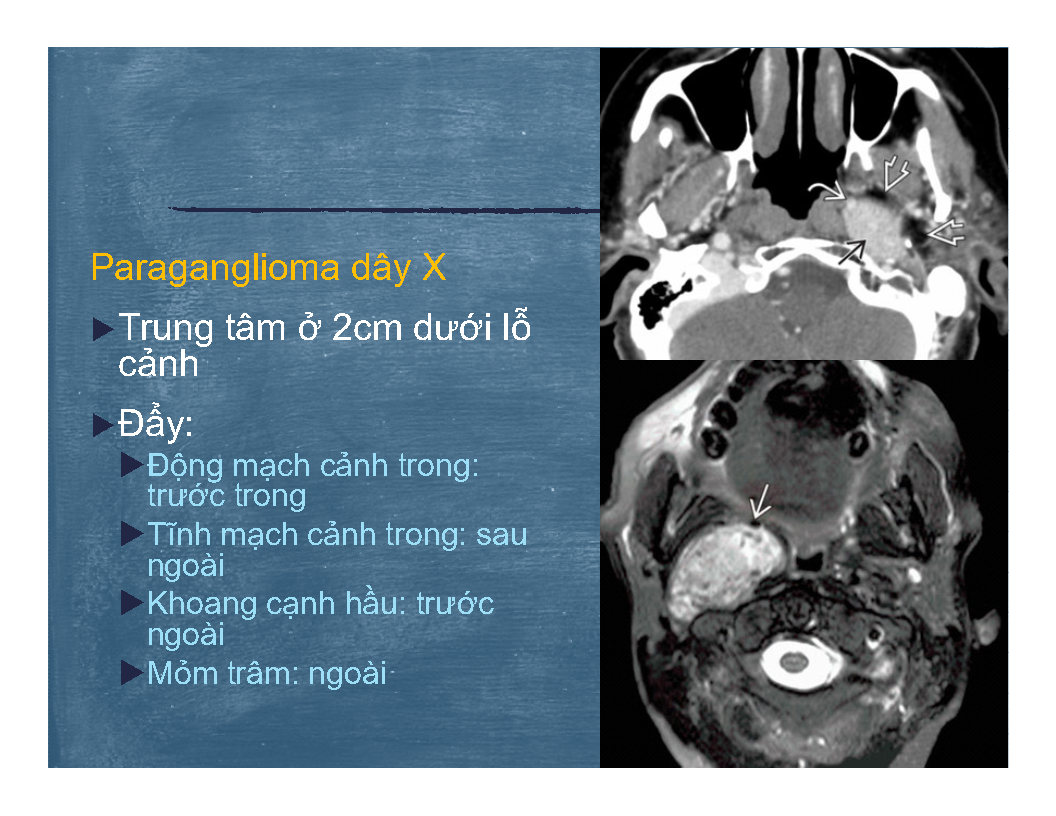 Paraganglioma dây X
Trung tâm ở 2cm dưới lỗ
cảnh
Đẩy:
Động mạch cảnh trong:
trước trong
Tĩnh mạch cảnh trong: sau
ngoài
Khoang cạnh hầu: trước
ngoài
Mỏm trâm: ngoài